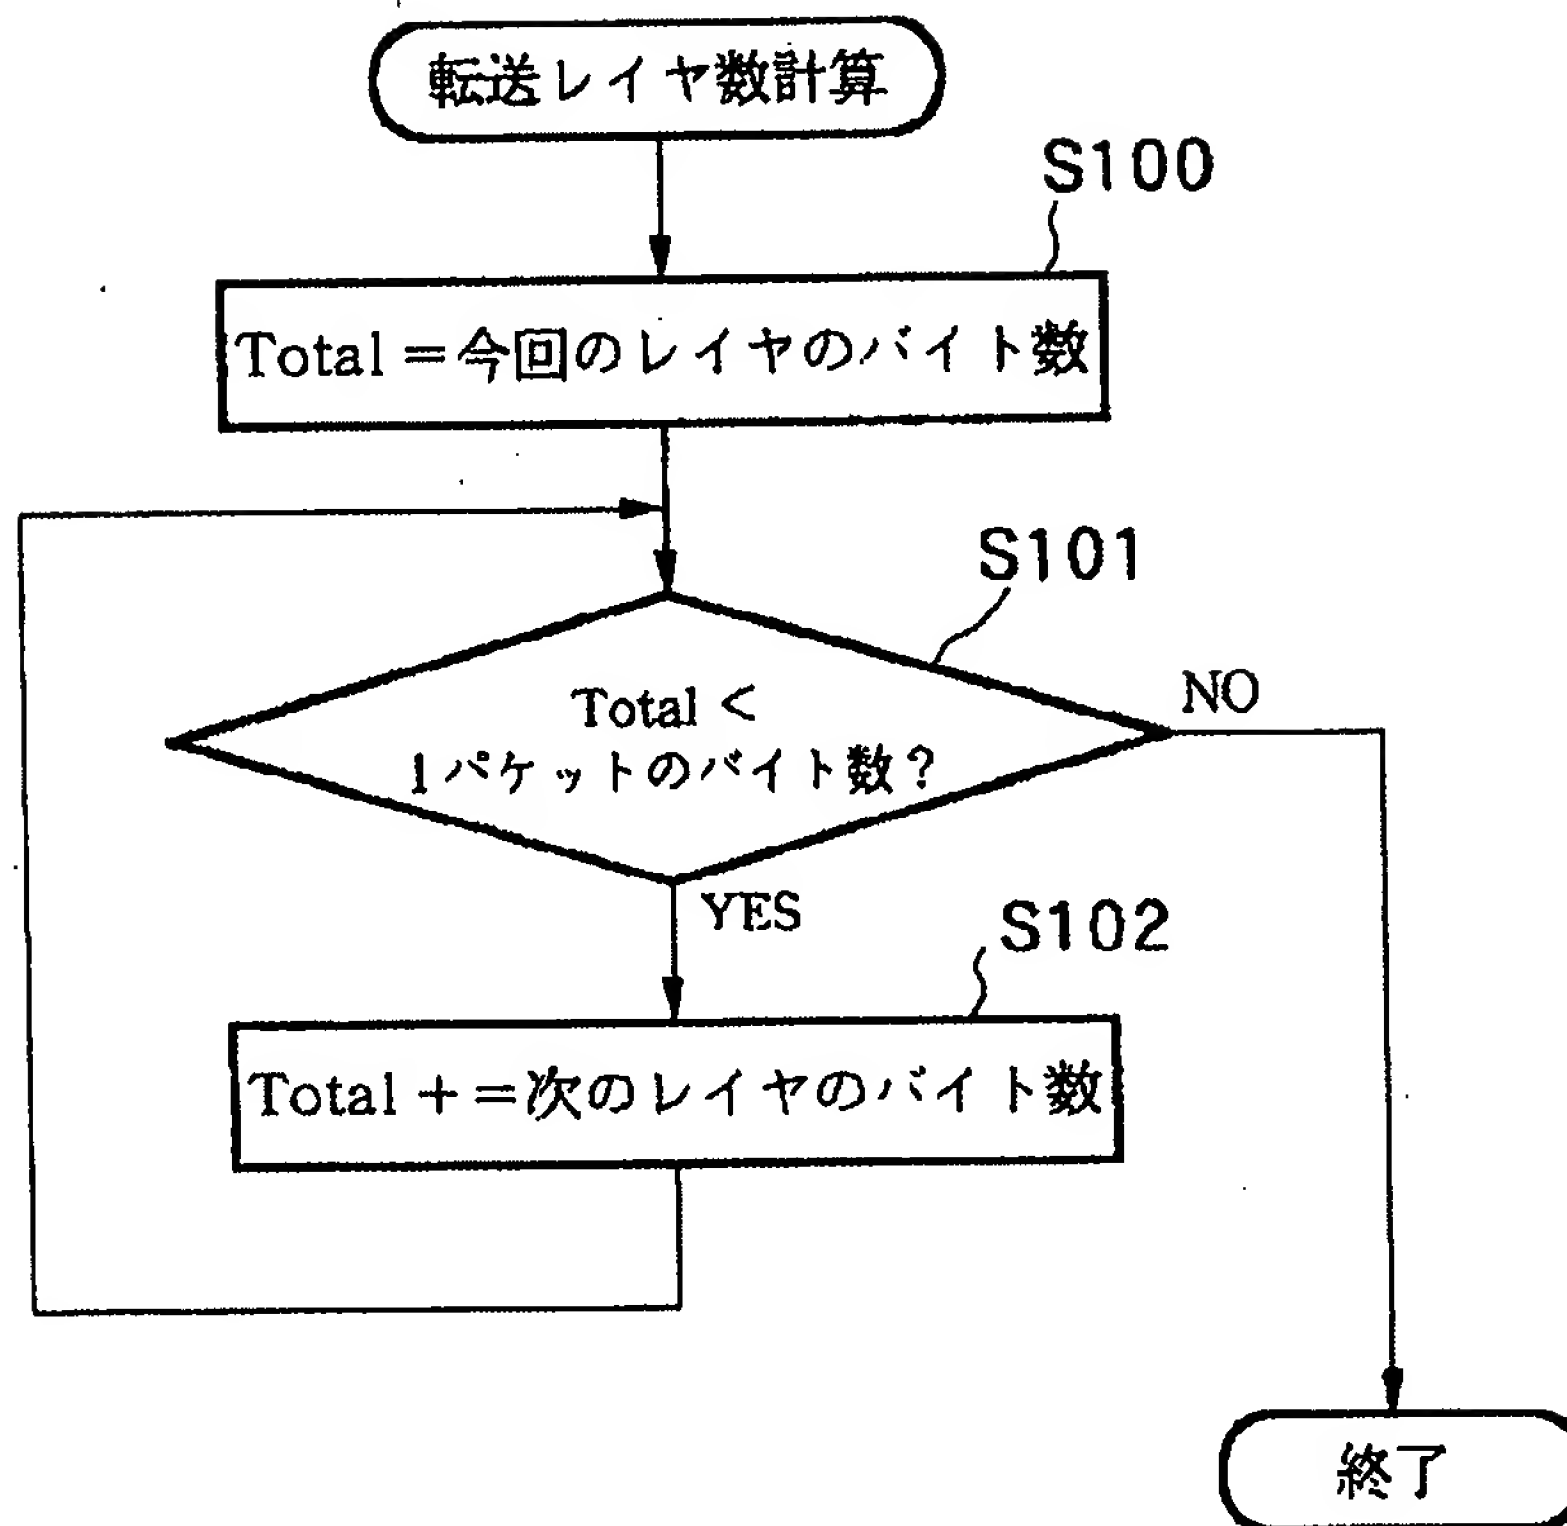 転送レイヤ数計算
S100
Total=今回のレイヤのバイト数
S101
Total <
1パケットのバイト数?
NO
YES
S102
Total +=次のレイヤのバイト数
終了